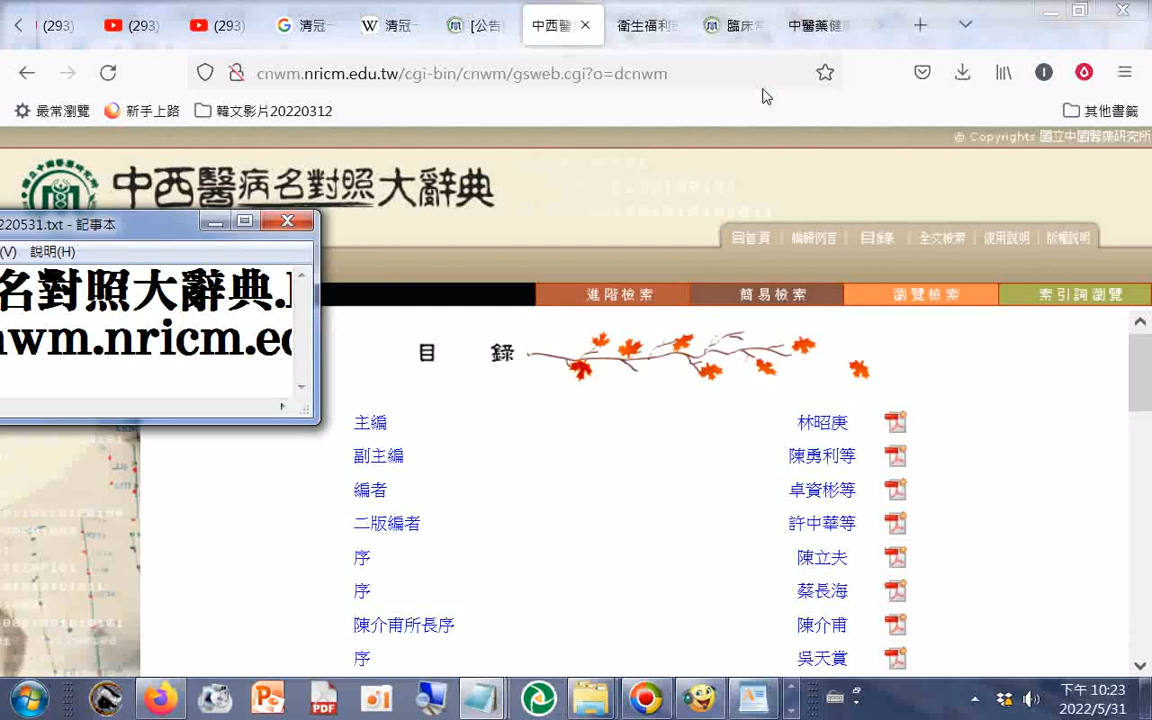 (293)
(293)
(293)
清冠
清冠
[公告
中西醫
衛生福利
臨床
中醫藥健
cnwm.nricm.edu.tw/cgi-bin/cnwm/gsweb.cgi?o=dcnwm
最常瀏覽
新手上路
韓文影片20220312
其他書籤
© Copyrights 國立中國醫藥研究所
中西醫病名對照大辭典
回首頁 | 編輯例言 | 目錄 | 全文檢索 | 使用說明 | 版權說明
220531.txt - 記事本
(V) 說明(H)
名對照大辭典.
nwm.nricm.ed
進階檢索
簡易檢索
瀏覽檢索
索引詞瀏覽
目 錄
主編 林昭庚
副主編 陳勇利等
編者 卓資彬等
二版編者 許中華等
序 陳立夫
序 蔡長海
陳介甫所長序 陳介甫
序 吳天賞
下午 10:23
2022/5/31